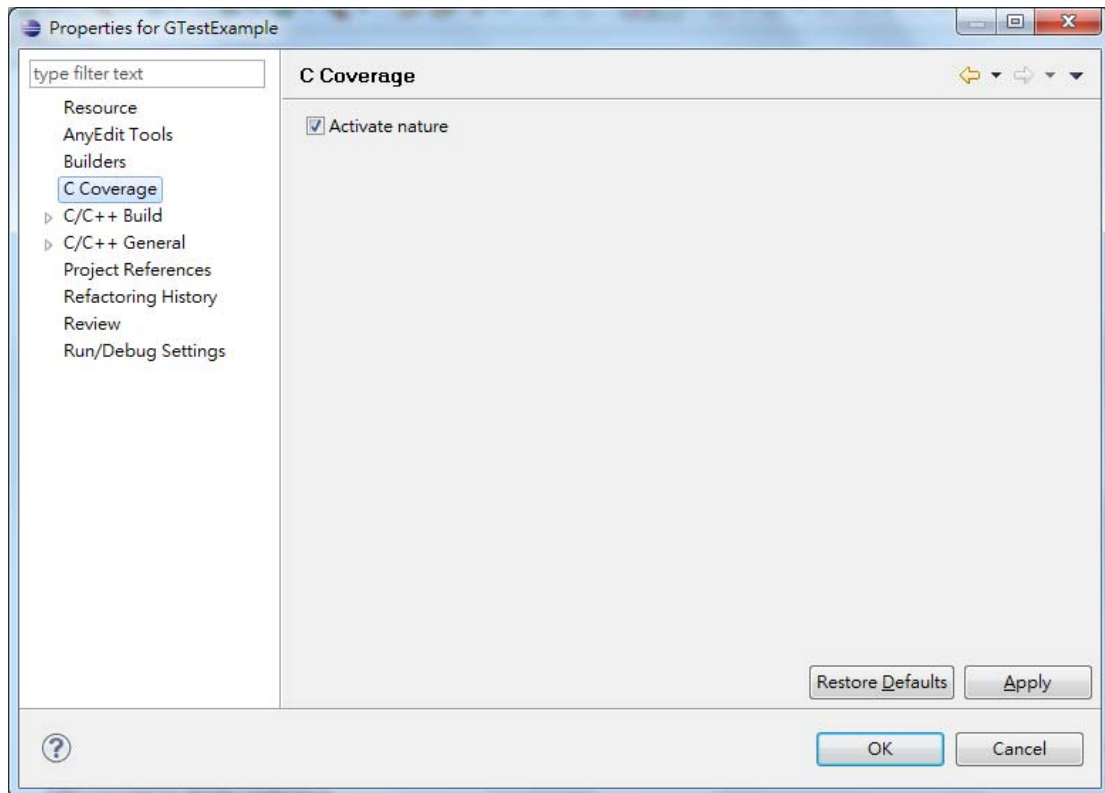 Properties for GTestExample
type filter text
Resource
AnyEdit Tools
Builders
C Coverage
C/C++ Build
C/C++ General
Project References
Refactoring History
Review
Run/Debug Settings
C Coverage
Activate nature
Restore Defaults
Apply
OK
Cancel